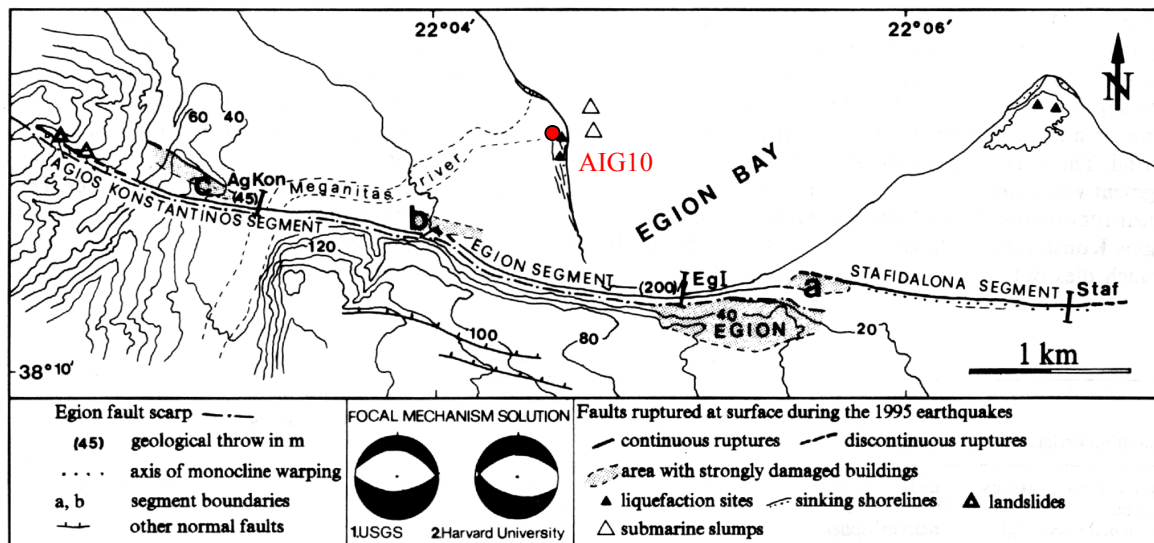 22°04'
22°06'
N
60
40
AgKon
c
(45)
Meganitas river
AIG10
EGION BAY
AGIOS KONSTANTINOS SEGMENT
b
EGION SEGMENT
120
(200)
EgI
a
STAFIDALONA SEGMENT
Staf
40
EGION
20
100
80
38°10'
1 km
Egion fault scarp
(45) geological throw in m
axis of monocline warping
a, b segment boundaries
other normal faults
FOCAL MECHANISM SOLUTION
1.USGS 2.Harvard University
Faults ruptured at surface during the 1995 earthquakes
continuous ruptures discontinuous ruptures
area with strongly damaged buildings
liquefaction sites sinking shorelines landslides
submarine slumps